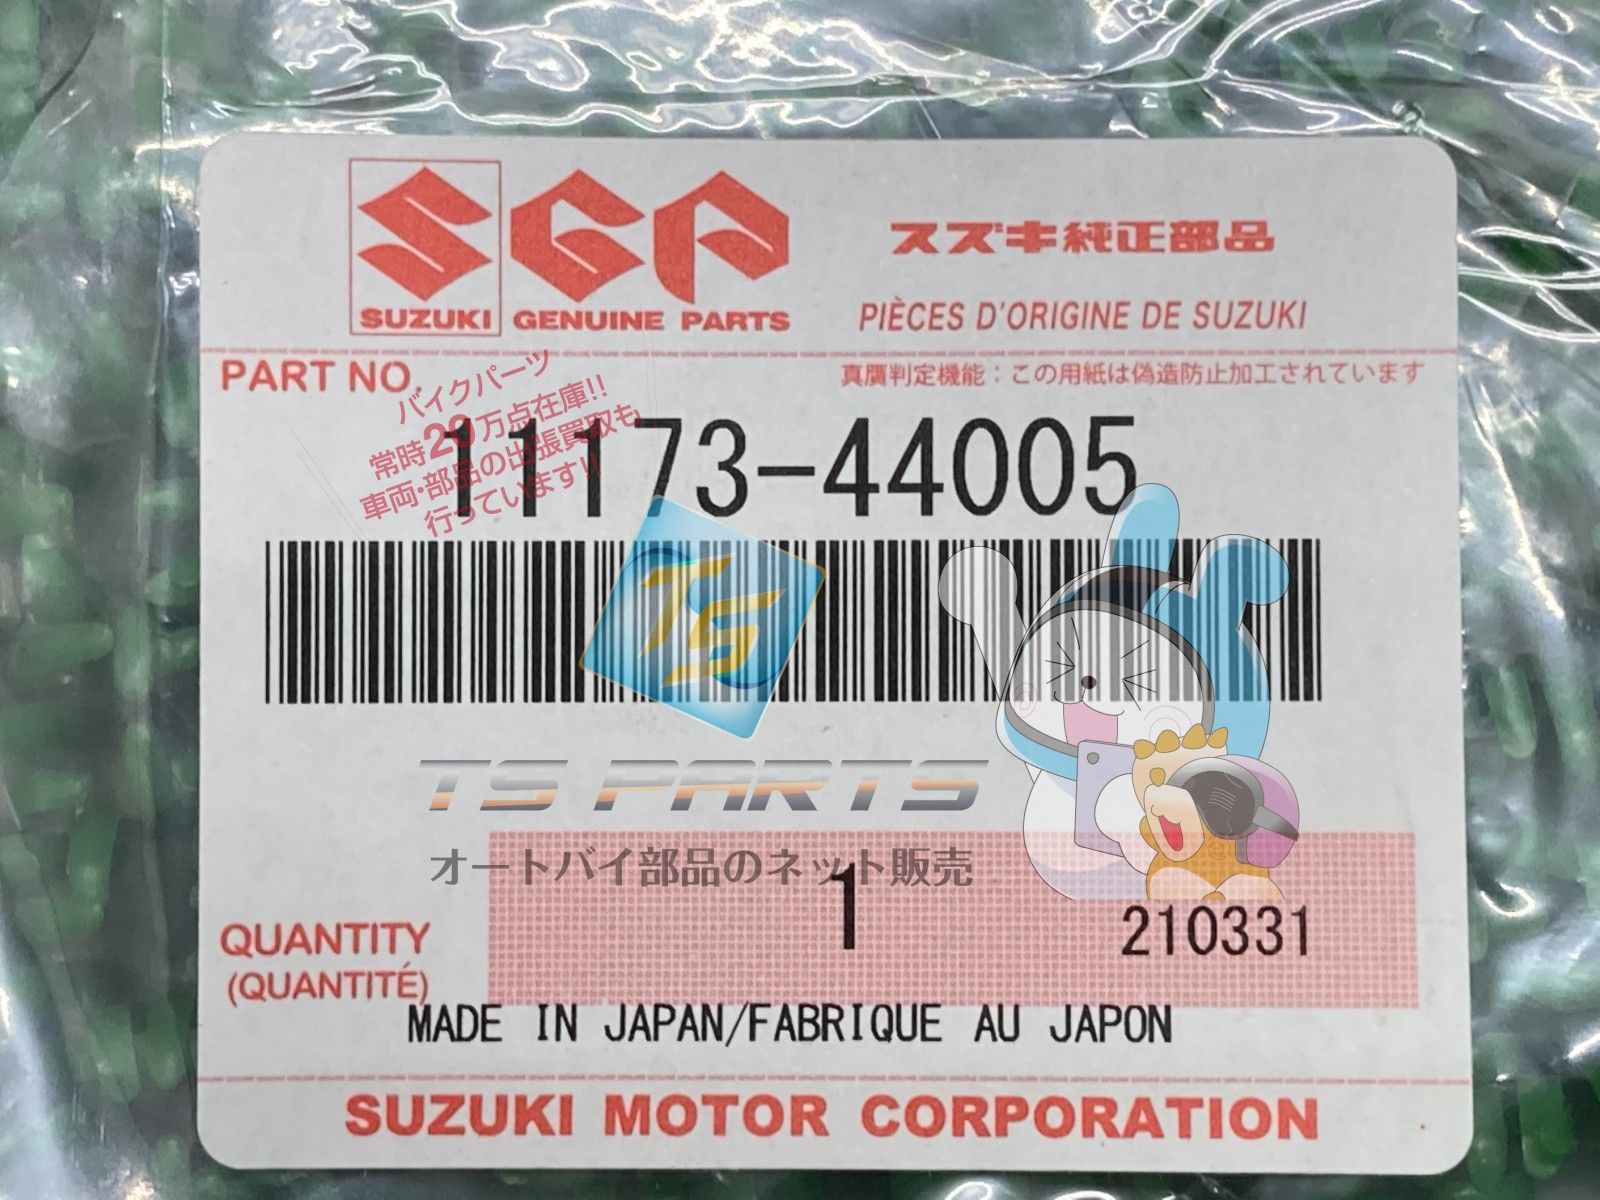 SGP
SUZUKI GENUINE PARTS
スズキ純正部品
PIÈCES D'ORIGINE DE SUZUKI
PART NO.
真贋判定機能：この用紙は偽造防止加工されています
バイクパーツ
常時20万点在庫!!
車両・部品の出張買取も
行っています!!
11173-44005
TS
TS PARTS
オートバイ部品のネット販売
QUANTITY
(QUANTITÉ)
1
210331
MADE IN JAPAN/FABRIQUE AU JAPON
SUZUKI MOTOR CORPORATION